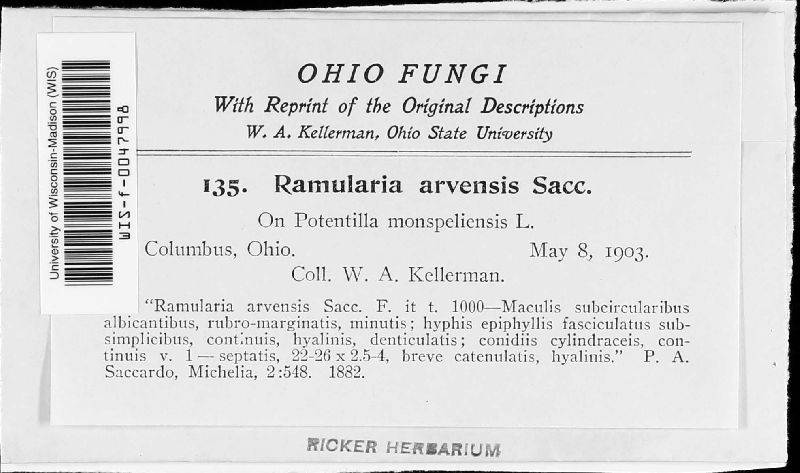 OHIO FUNGI
With Reprint of the Original Descriptions
W. A. Kellerman, Ohio State University
135. Ramularia arvensis Sacc.
On Potentilla monspeliensis L.
Columbus, Ohio. May 8, 1903.
Coll. W. A. Kellerman.
"Ramularia arvensis Sacc. F. it t. 1000—Maculis subcircularibus
albicantibus, rubro-marginatis, minutis; hyphis epiphyllis fasciculatus sub-
simplicibus, continuis, hyalinis, denticulatis; conidiis cylindraceis, con-
tinuis v. 1—septatis, 22-26 x 2.5-4, breve catenulatis, hyalinis." P. A.
Saccardo, Michelia, 2:548. 1882.
University of Wisconsin-Madison (WIS)
WIS-f-0047998
RICKER HERBARIUM